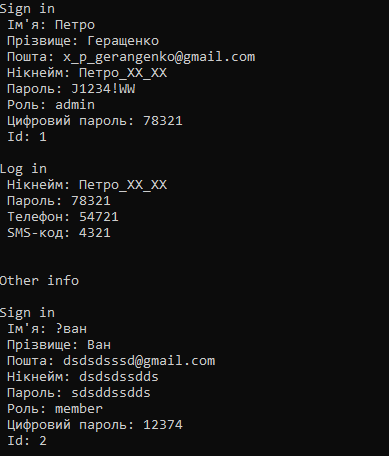 Sign in
Ім'я: Петро
Прізвище: Геращенко
Пошта: x_p_gerangenko@gmail.com
Нікнейм: Петро_XX_XX
Пароль: J1234!WW
Роль: admin
Цифровий пароль: 78321
Id: 1
Log in
Нікнейм: Петро_XX_XX
Пароль: 78321
Телефон: 54721
SMS-код: 4321
Other info
Sign in
Ім'я: ?ван
Прізвище: Ван
Пошта: dsdsdsssd@gmail.com
Нікнейм: dsdsdssdds
Пароль: sdsddssdds
Роль: member
Цифровий пароль: 12374
Id: 2